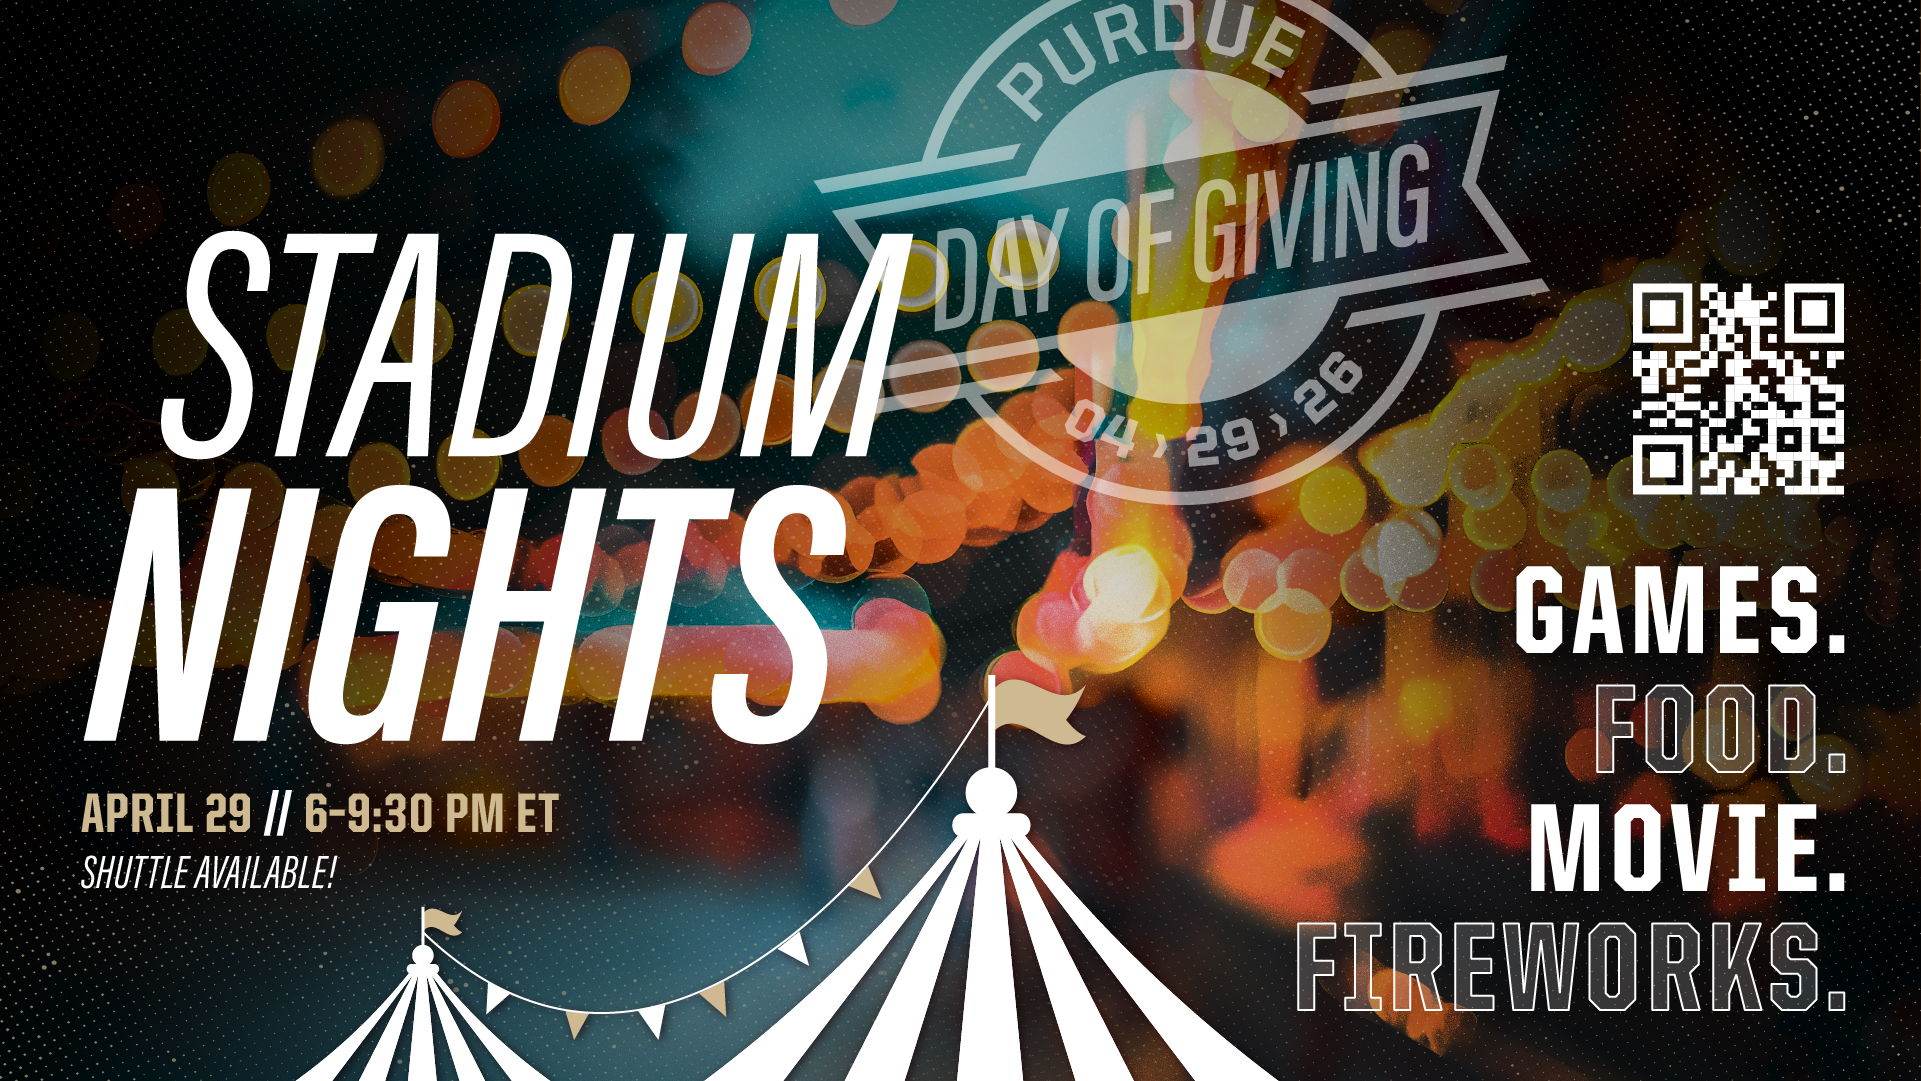 PURDUE
DAY OF GIVING
04 › 29 › 26
STADIUM
NIGHTS
APRIL 29 // 6-9:30 PM ET
SHUTTLE AVAILABLE!
GAMES.
FOOD.
MOVIE.
FIREWORKS.